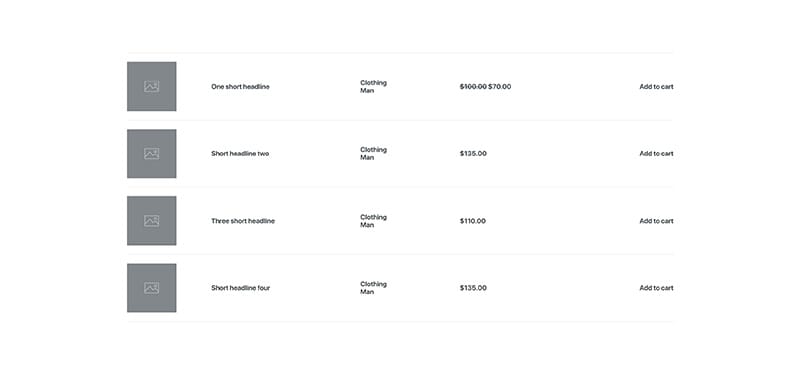 One short headline
Clothing
Man
$100.00 $70.00
Add to cart
Short headline two
Clothing
Man
$135.00
Add to cart
Three short headline
Clothing
Man
$110.00
Add to cart
Short headline four
Clothing
Man
$135.00
Add to cart